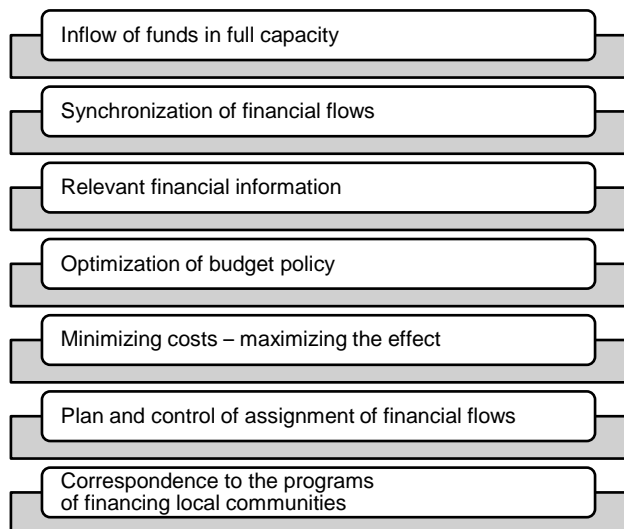 Inflow of funds in full capacity
Synchronization of financial flows
Relevant financial information
Optimization of budget policy
Minimizing costs – maximizing the effect
Plan and control of assignment of financial flows
Correspondence to the programs
of financing local communities